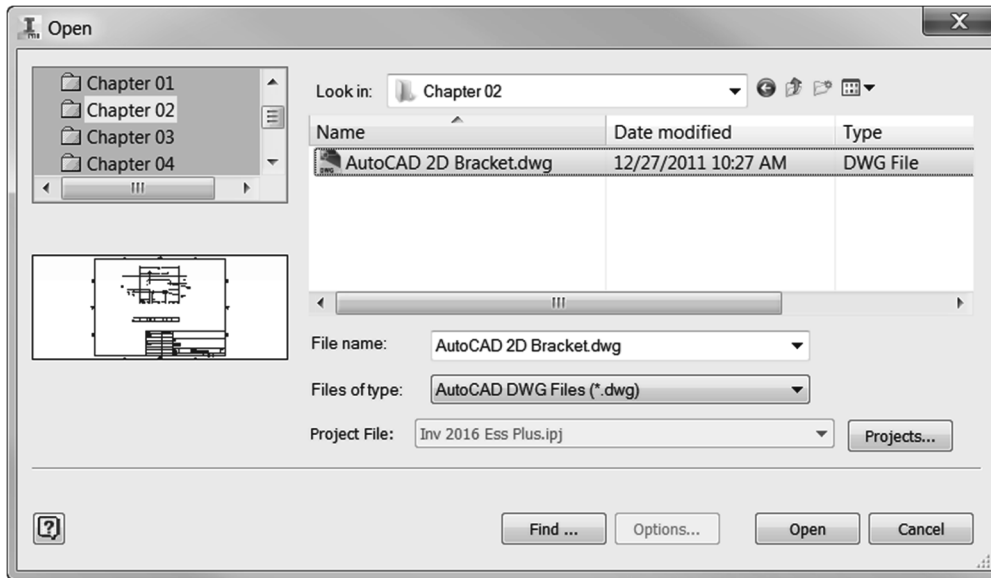 Open
Chapter 01
Chapter 02
Chapter 03
Chapter 04
Look in: Chapter 02
Name Date modified Type
AutoCAD 2D Bracket.dwg 12/27/2011 10:27 AM DWG File
File name: AutoCAD 2D Bracket.dwg
Files of type: AutoCAD DWG Files (*.dwg)
Project File: Inv 2016 Ess Plus.ipj Projects...
Find ... Options... Open Cancel